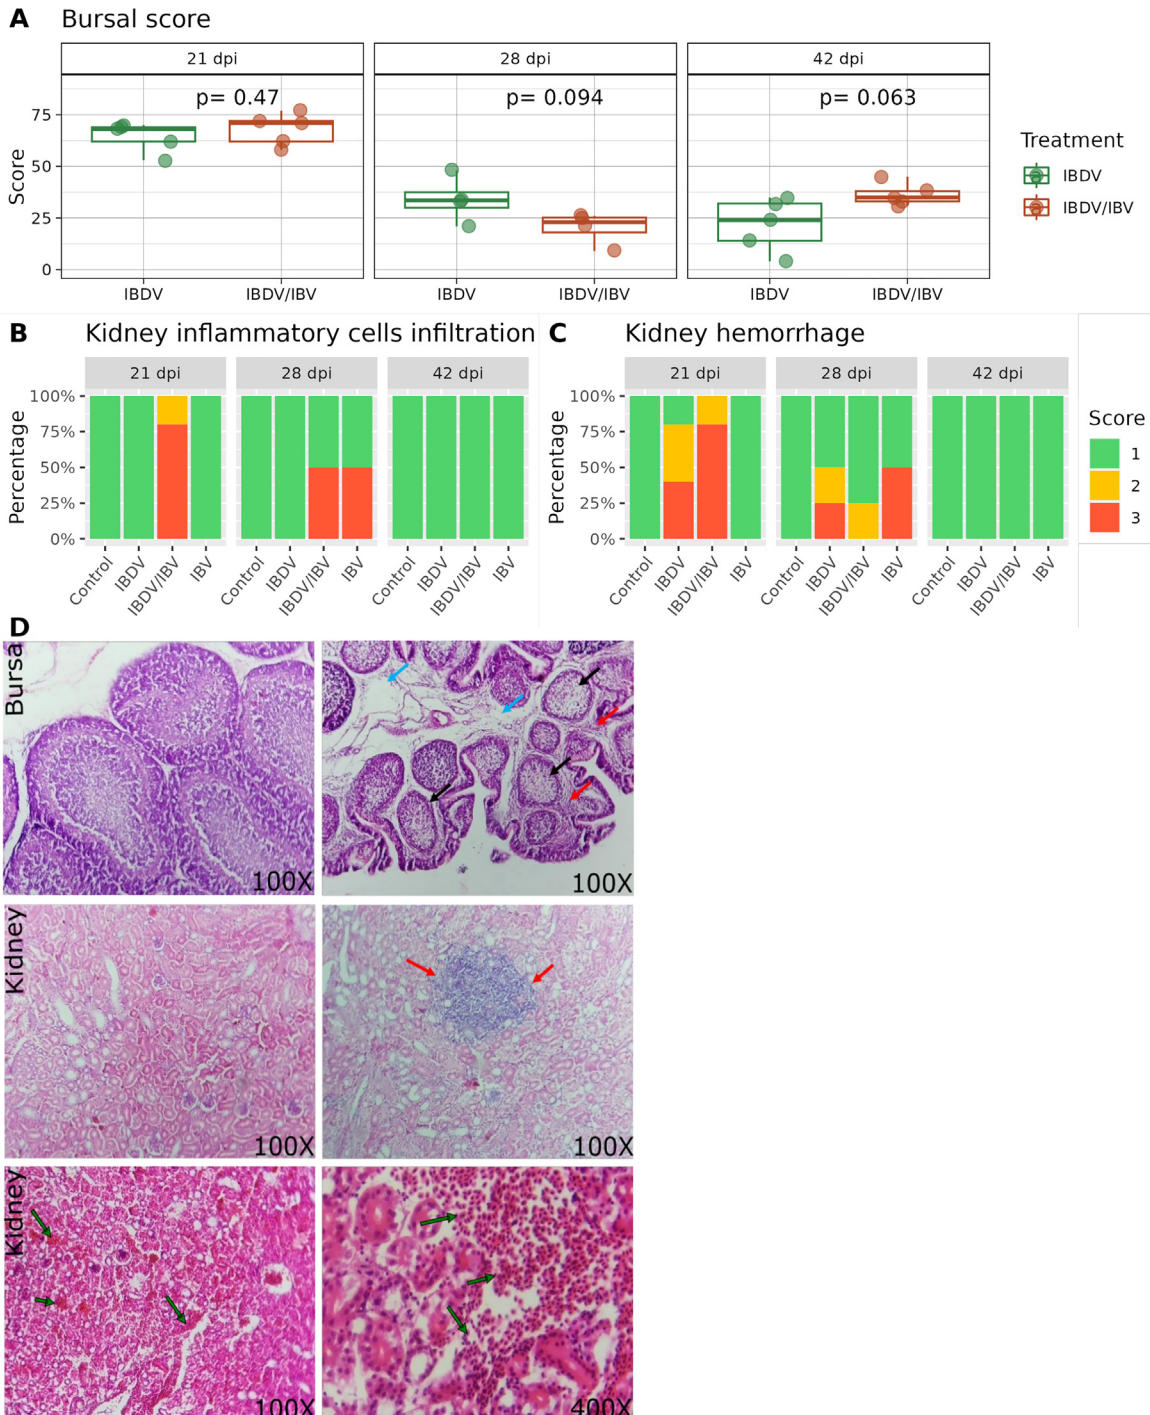 A Bursal score
21 dpi 28 dpi 42 dpi
p= 0.47 p= 0.094 p= 0.063
Score
75
50
25
0
IBDV IBDV/IBV IBDV IBDV/IBV IBDV IBDV/IBV
Treatment
IBDV
IBDV/IBV
B Kidney inflammatory cells infiltration
21 dpi 28 dpi 42 dpi
Percentage
100%
75%
50%
25%
0%
Control IBDV IBDV/IBV IBV Control IBDV IBDV/IBV IBV Control IBDV IBDV/IBV IBV
C Kidney hemorrhage
21 dpi 28 dpi 42 dpi
Percentage
100%
75%
50%
25%
0%
Control IBDV IBDV/IBV IBV Control IBDV IBDV/IBV IBV Control IBDV IBDV/IBV IBV
Score
1
2
3
D
Bursa
100X 100X
Kidney
100X 100X
Kidney
100X 400X